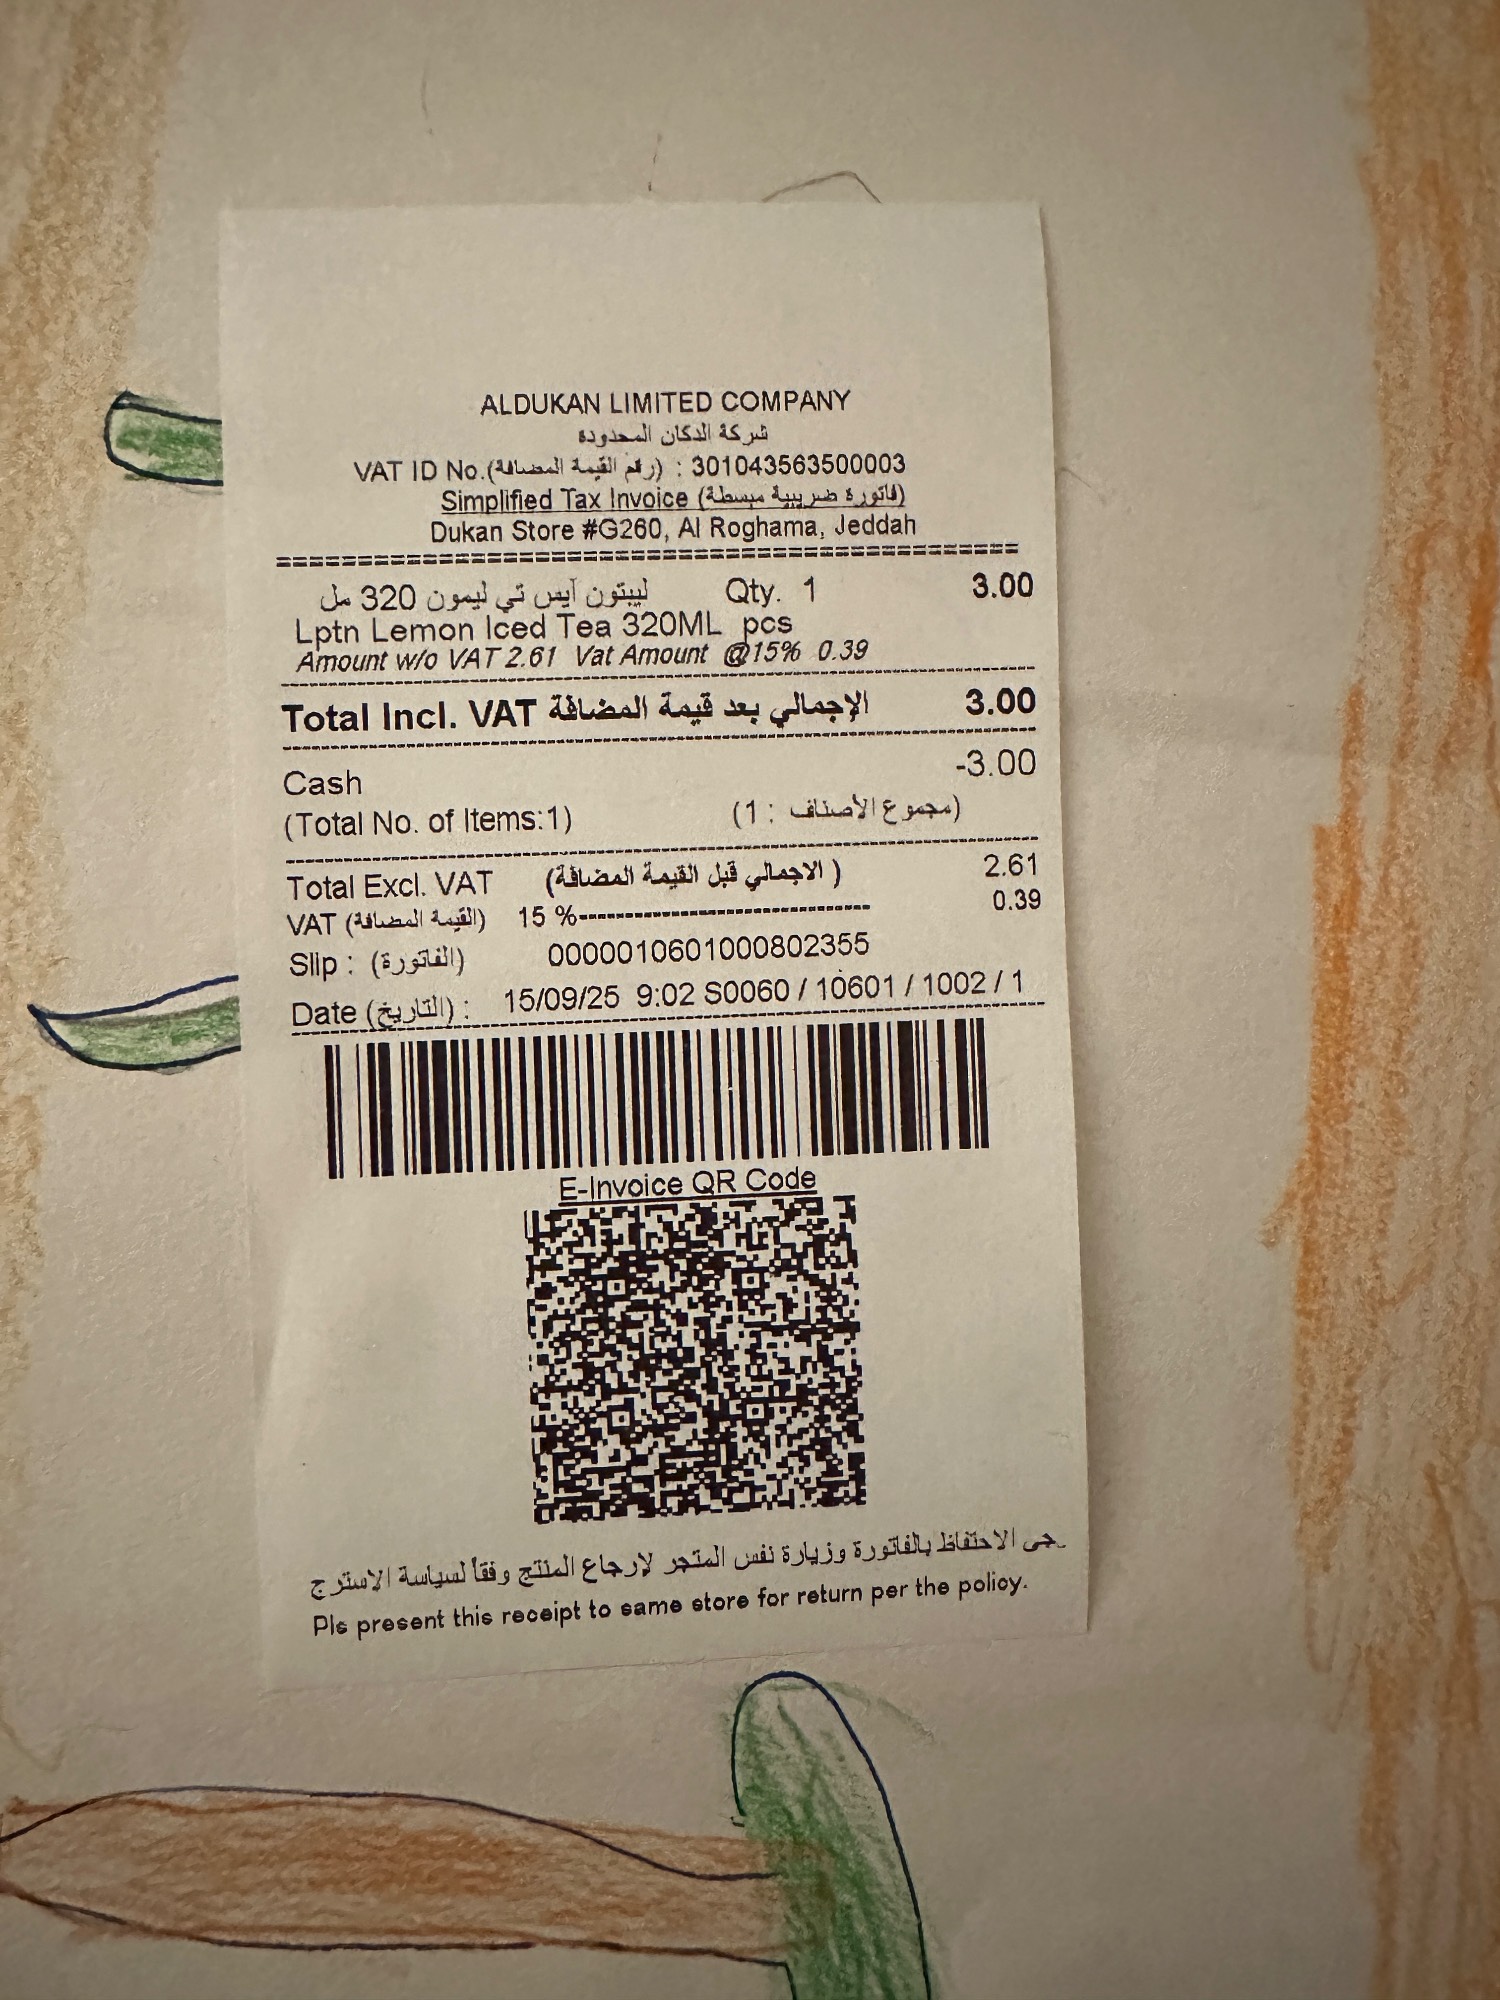 ALDUKAN LIMITED COMPANY
شركة الدكان المحدودة
VAT ID No.(رقم القيمة المضافة) : 301043563500003
Simplified Tax Invoice (فاتورة ضريبية مبسطة)
Dukan Store #G260, Al Roghama, Jeddah
ليبتون آيس تي ليمون 320 مل Qty. 1 3.00
Lptn Lemon Iced Tea 320ML pcs
Amount w/o VAT 2.61 Vat Amount @15% 0.39
Total Incl. VAT الإجمالي بعد قيمة المضافة 3.00
Cash -3.00
(Total No. of Items:1) (مجموع الأصناف : 1)
Total Excl. VAT (الاجمالي قبل القيمة المضافة ) 2.61
VAT (القيمة المضافة) 15 %-------------------------------- 0.39
Slip : (الفاتورة) 0000010601000802355
Date (التاريخ) : 15/09/25 9:02 S0060 / 10601 / 1002 / 1
E-Invoice QR Code
جى الاحتفاظ بالفاتورة وزيارة نفس المتجر لإرجاع المنتج وفقاً لسياسة الاسترج
Pls present this receipt to same store for return per the policy.